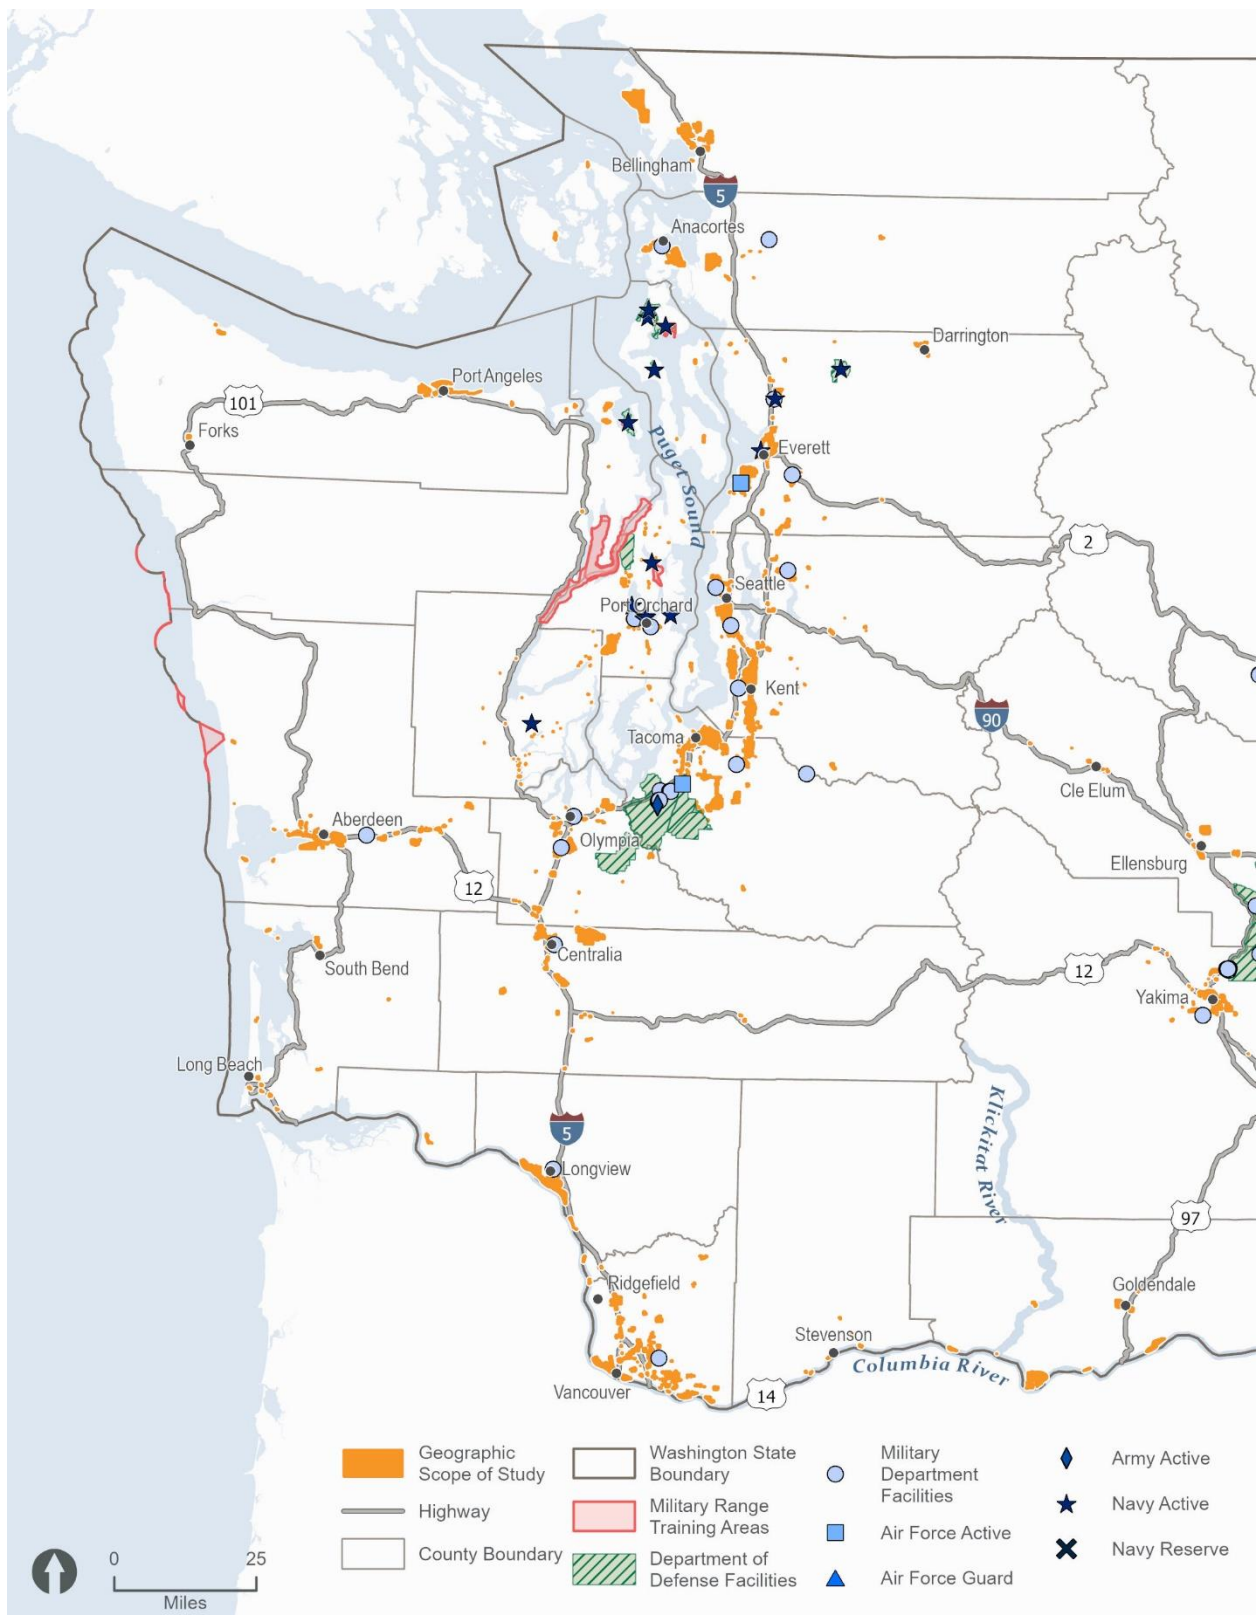 Bellingham
5
Anacortes
Darrington
Port Angeles
101
Forks
Puget Sound
Everett
2
Seattle
Port Orchard
Kent
90
Tacoma
Cle Elum
Aberdeen
Olympia
Ellensburg
12
Centralia
South Bend
12
Yakima
Long Beach
Klickitat River
5
Longview
97
Ridgefield
Goldendale
Stevenson
Columbia River
Vancouver
14
Geographic
Scope of Study
Highway
County Boundary
Washington State
Boundary
Military Range
Training Areas
Department of
Defense Facilities
Military
Department
Facilities
Air Force Active
Air Force Guard
Army Active
Navy Active
Navy Reserve
0 25
Miles